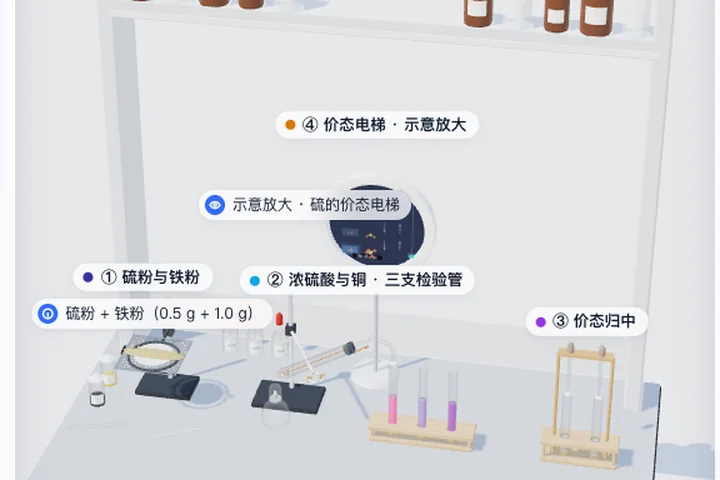 ④ 价态电梯 · 示意放大
示意放大 · 硫的价态电梯
① 硫粉与铁粉
② 浓硫酸与铜 · 三支检验管
硫粉 + 铁粉（0.5 g + 1.0 g）
③ 价态归中